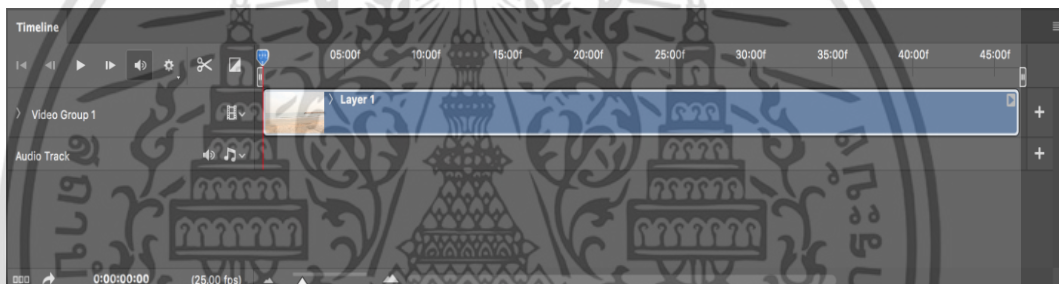 Timeline
05:00f 10:00f 15:00f 20:00f 25:00f 30:00f 35:00f 40:00f 45:00f
Video Group 1
Layer 1
Audio Track
0:00:00:00 (25.00 fps)